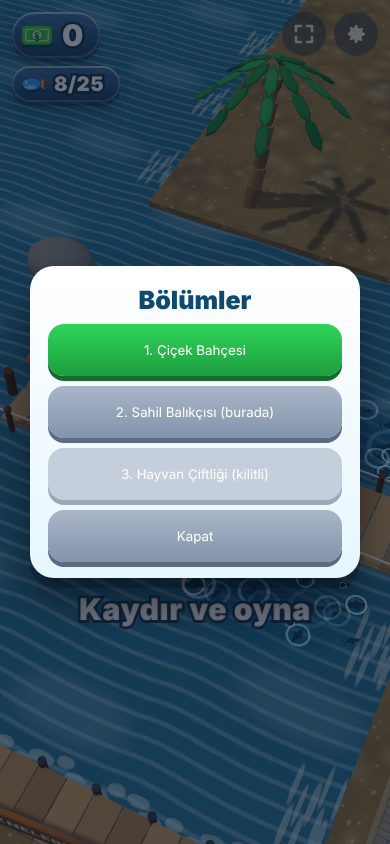 0
8/25
Bölümler
1. Çiçek Bahçesi
2. Sahil Balıkçısı (burada)
3. Hayvan Çiftliği (kilitli)
Kapat
Kaydır ve oyna